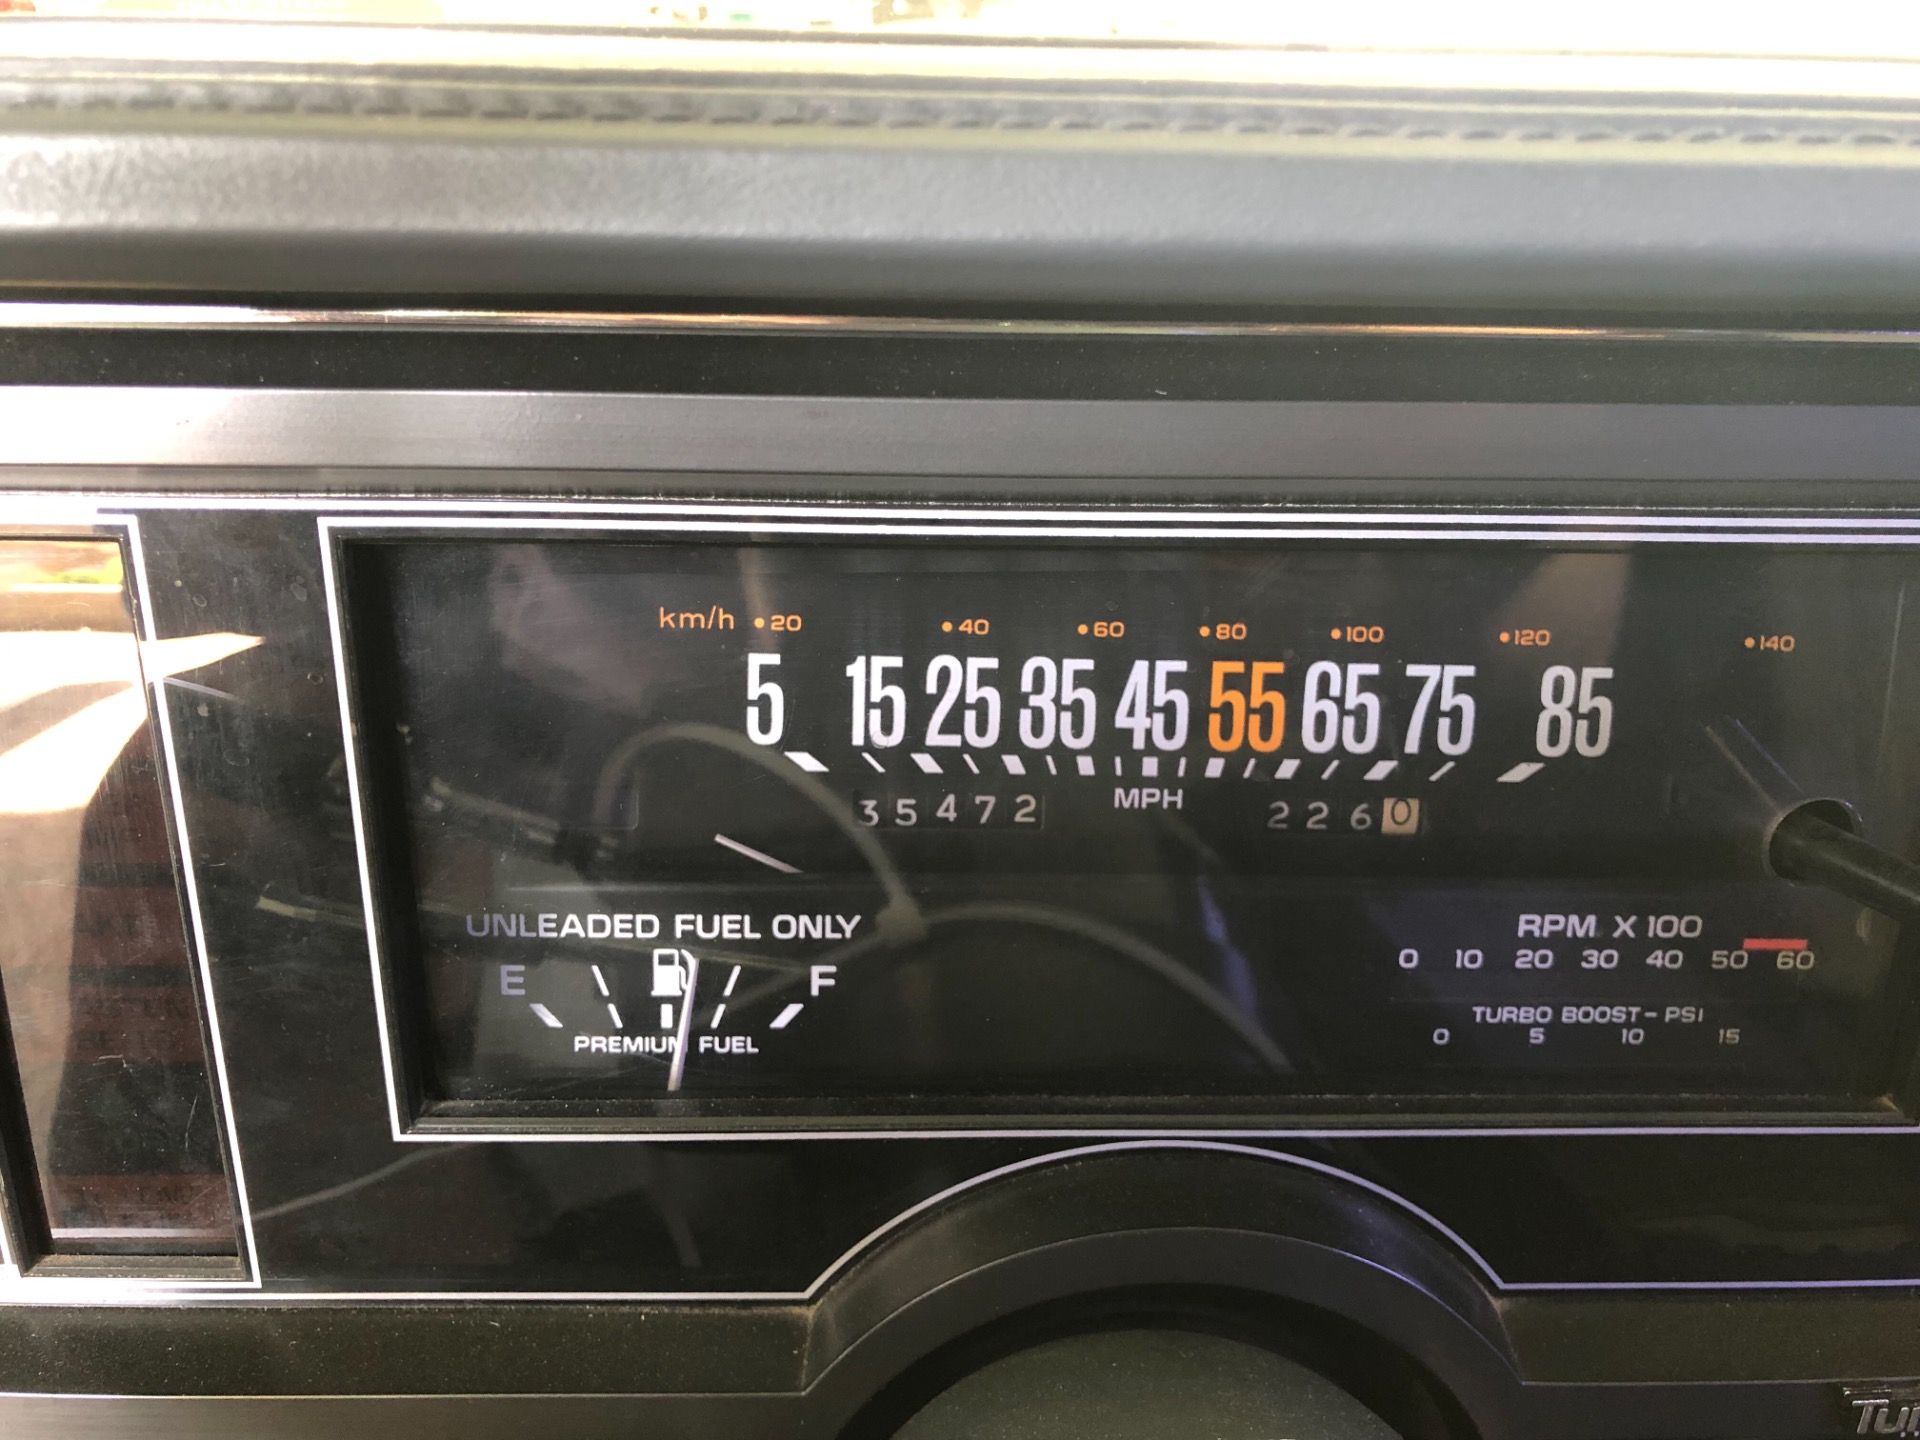 km/h 20 40 60 80 100 120 140
5 15 25 35 45 55 65 75 85
35472 MPH 2260
UNLEADED FUEL ONLY
E F
PREMIUM FUEL
RPM X 100
0 10 20 30 40 50 60
TURBO BOOST-PSI
0 5 10 15